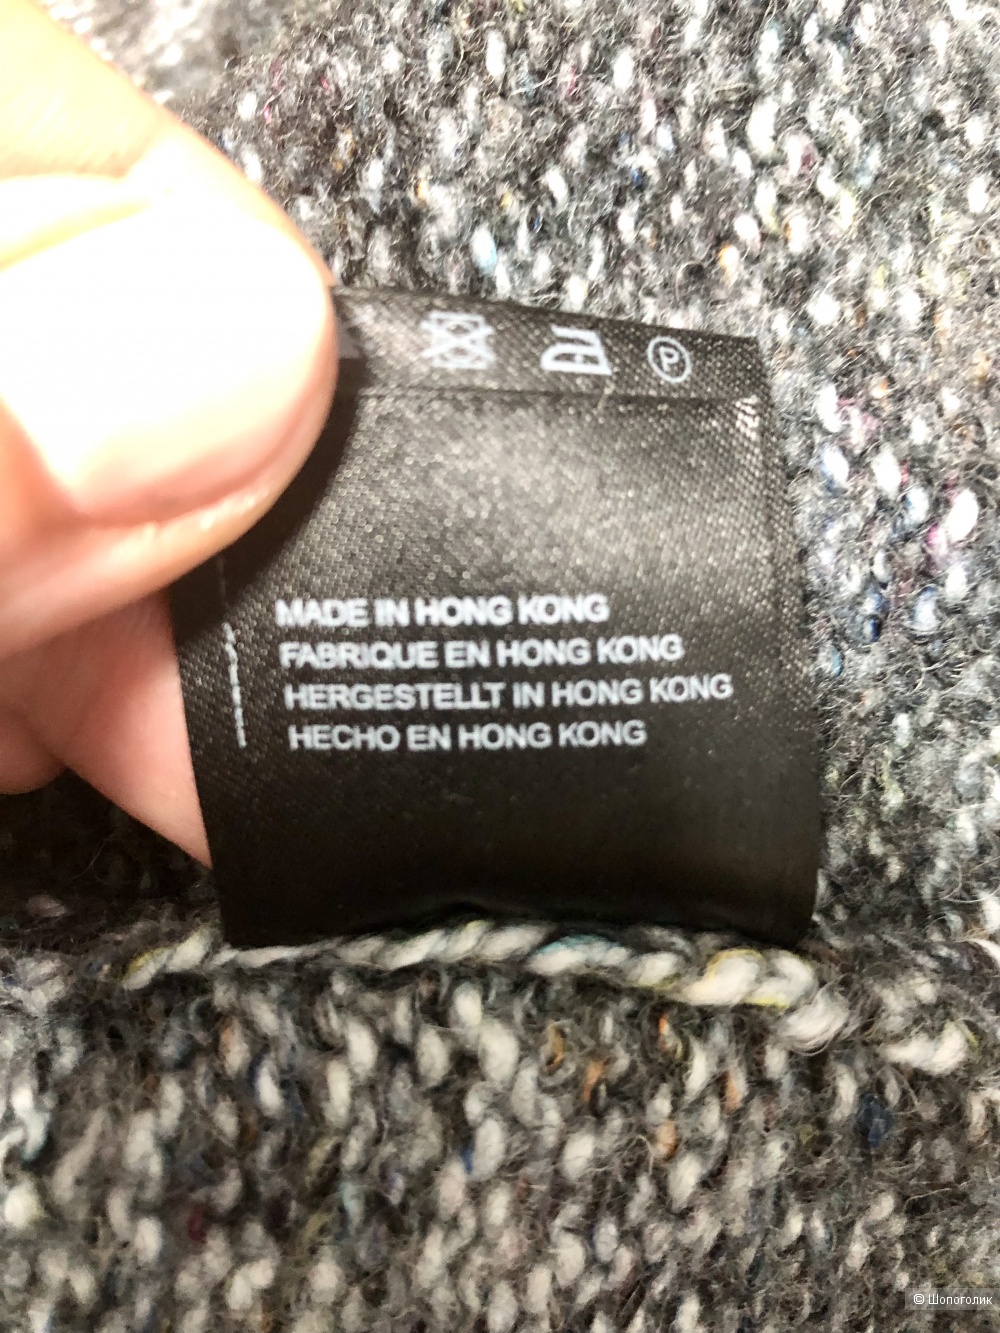 P
MADE IN HONG KONG
FABRIQUE EN HONG KONG
HERGESTELLT IN HONG KONG
HECHO EN HONG KONG
© Шопоголик